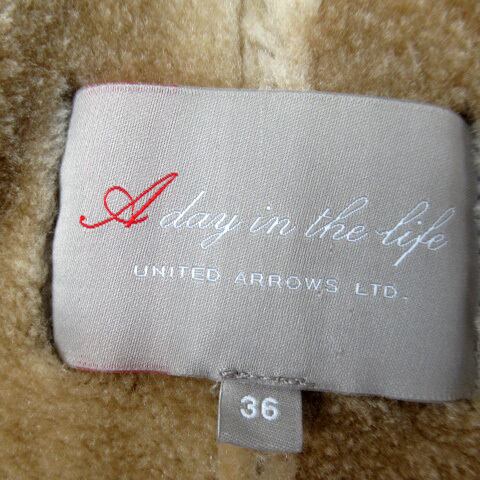 A day in the life
UNITED ARROWS LTD.
36